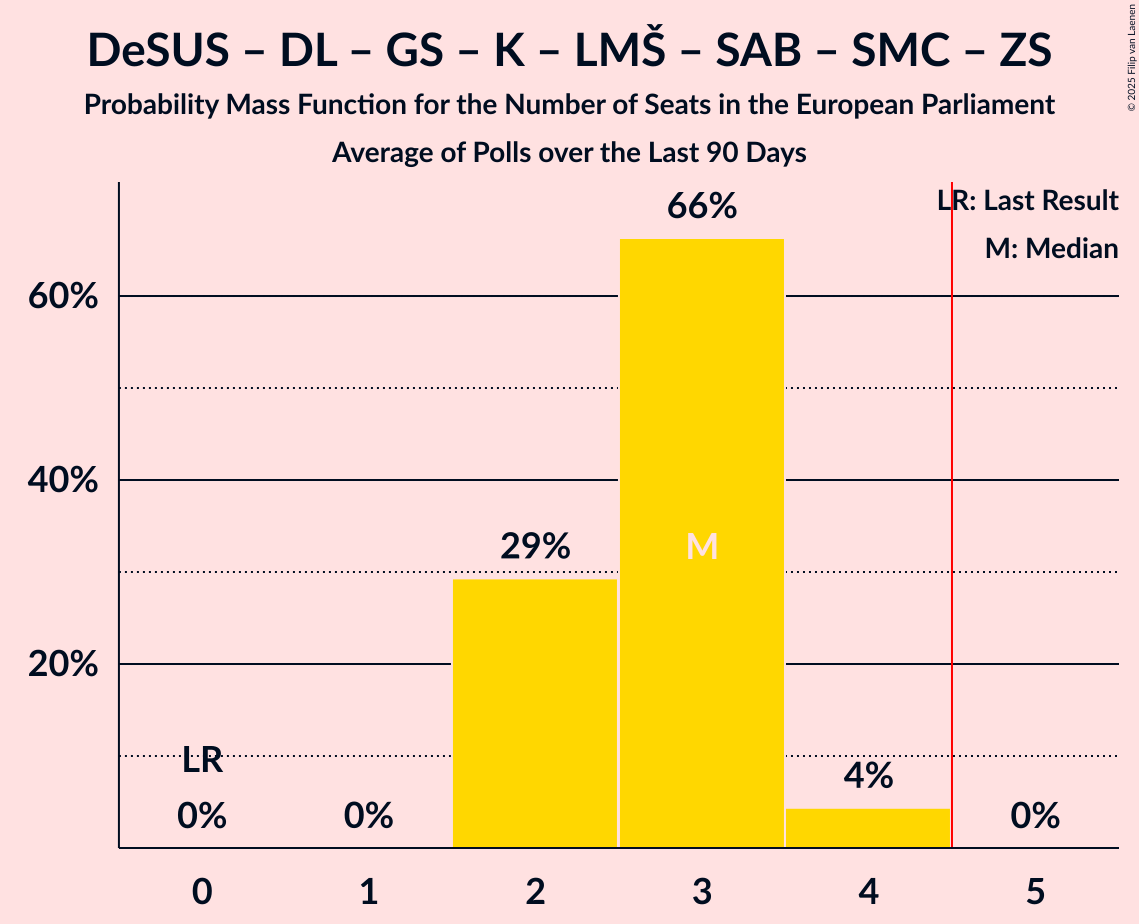 DeSUS – DL – GS – K – LMŠ – SAB – SMC – ZS
Probability Mass Function for the Number of Seats in the European Parliament
Average of Polls over the Last 90 Days
© 2025 Filip van Laenen
LR: Last Result
M: Median
66%
60%
40%
29%
M
20%
LR
4%
0%
0%
0%
0
1
2
3
4
5